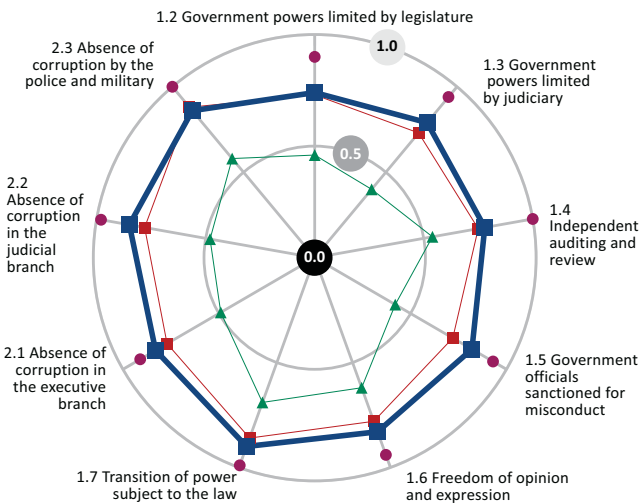 1.2 Government powers limited by legislature
2.3 Absence of
corruption by the
police and military
1.0
1.3 Government
powers limited
by judiciary
0.5
2.2
Absence of
corruption
in the
judicial
branch
1.4
Independent
auditing and
review
0.0
2.1 Absence of
corruption in
the executive
branch
1.5 Government
officials
sanctioned for
misconduct
1.7 Transition of power
subject to the law
1.6 Freedom of opinion
and expression